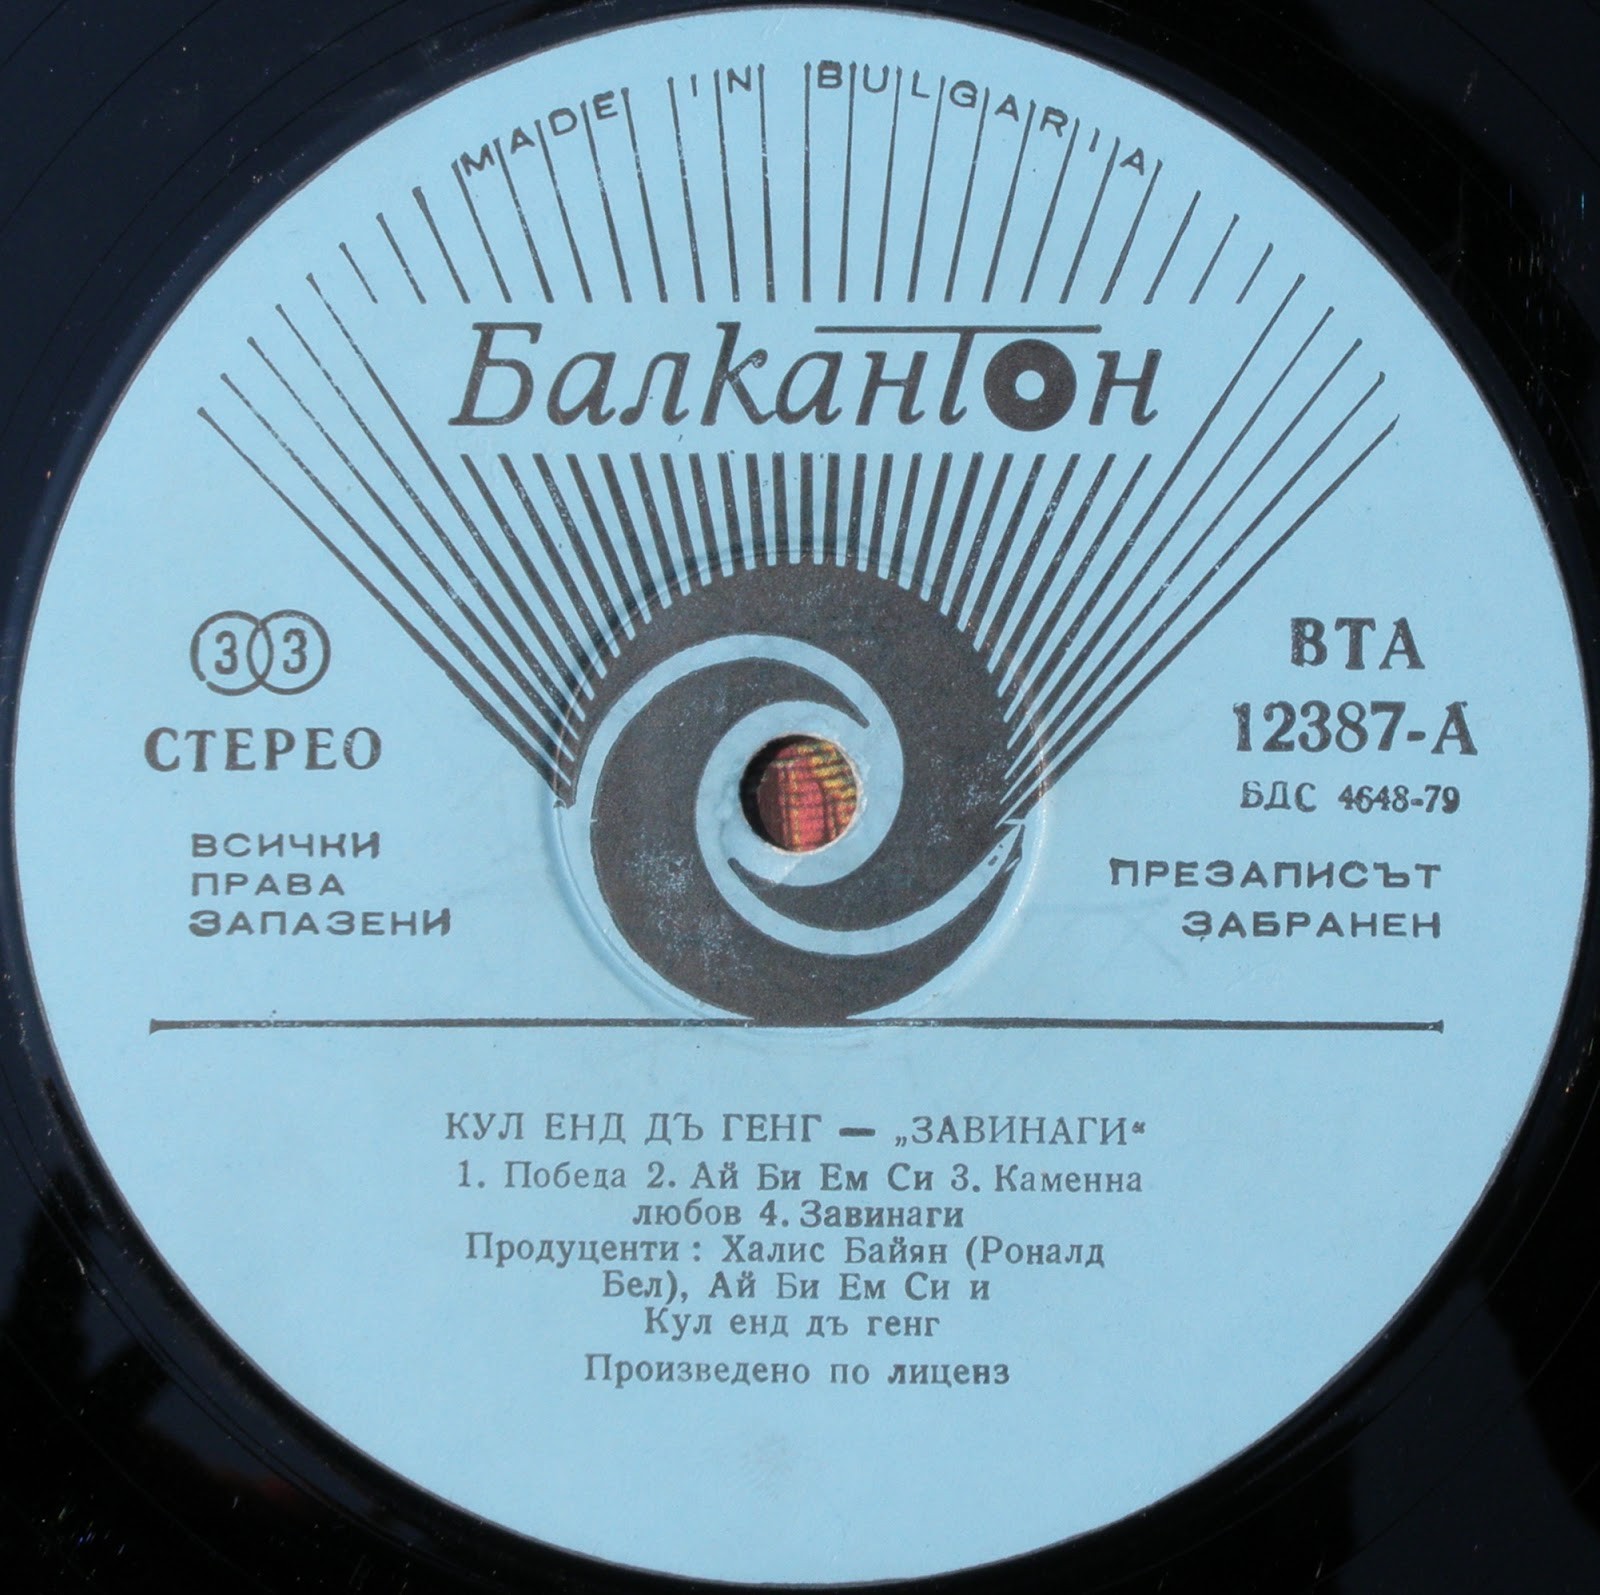 MADE IN BULGARIA
Балкантон
33
СТЕРЕО
ВСИЧКИ
ПРАВА
ЗАПАЗЕНИ
ВТА
12387-А
БДС 4648-79
ПРЕЗАПИСЪТ
ЗАБРАНЕН
КУЛ ЕНД ДЪ ГЕНГ — „ЗАВИНАГИ“
1. Победа 2. Ай Би Ем Си 3. Каменна
любов 4. Завинаги
Продуценти : Халис Байян (Роналд
Бел), Ай Би Ем Си и
Кул енд дъ генг
Произведено по лиценз